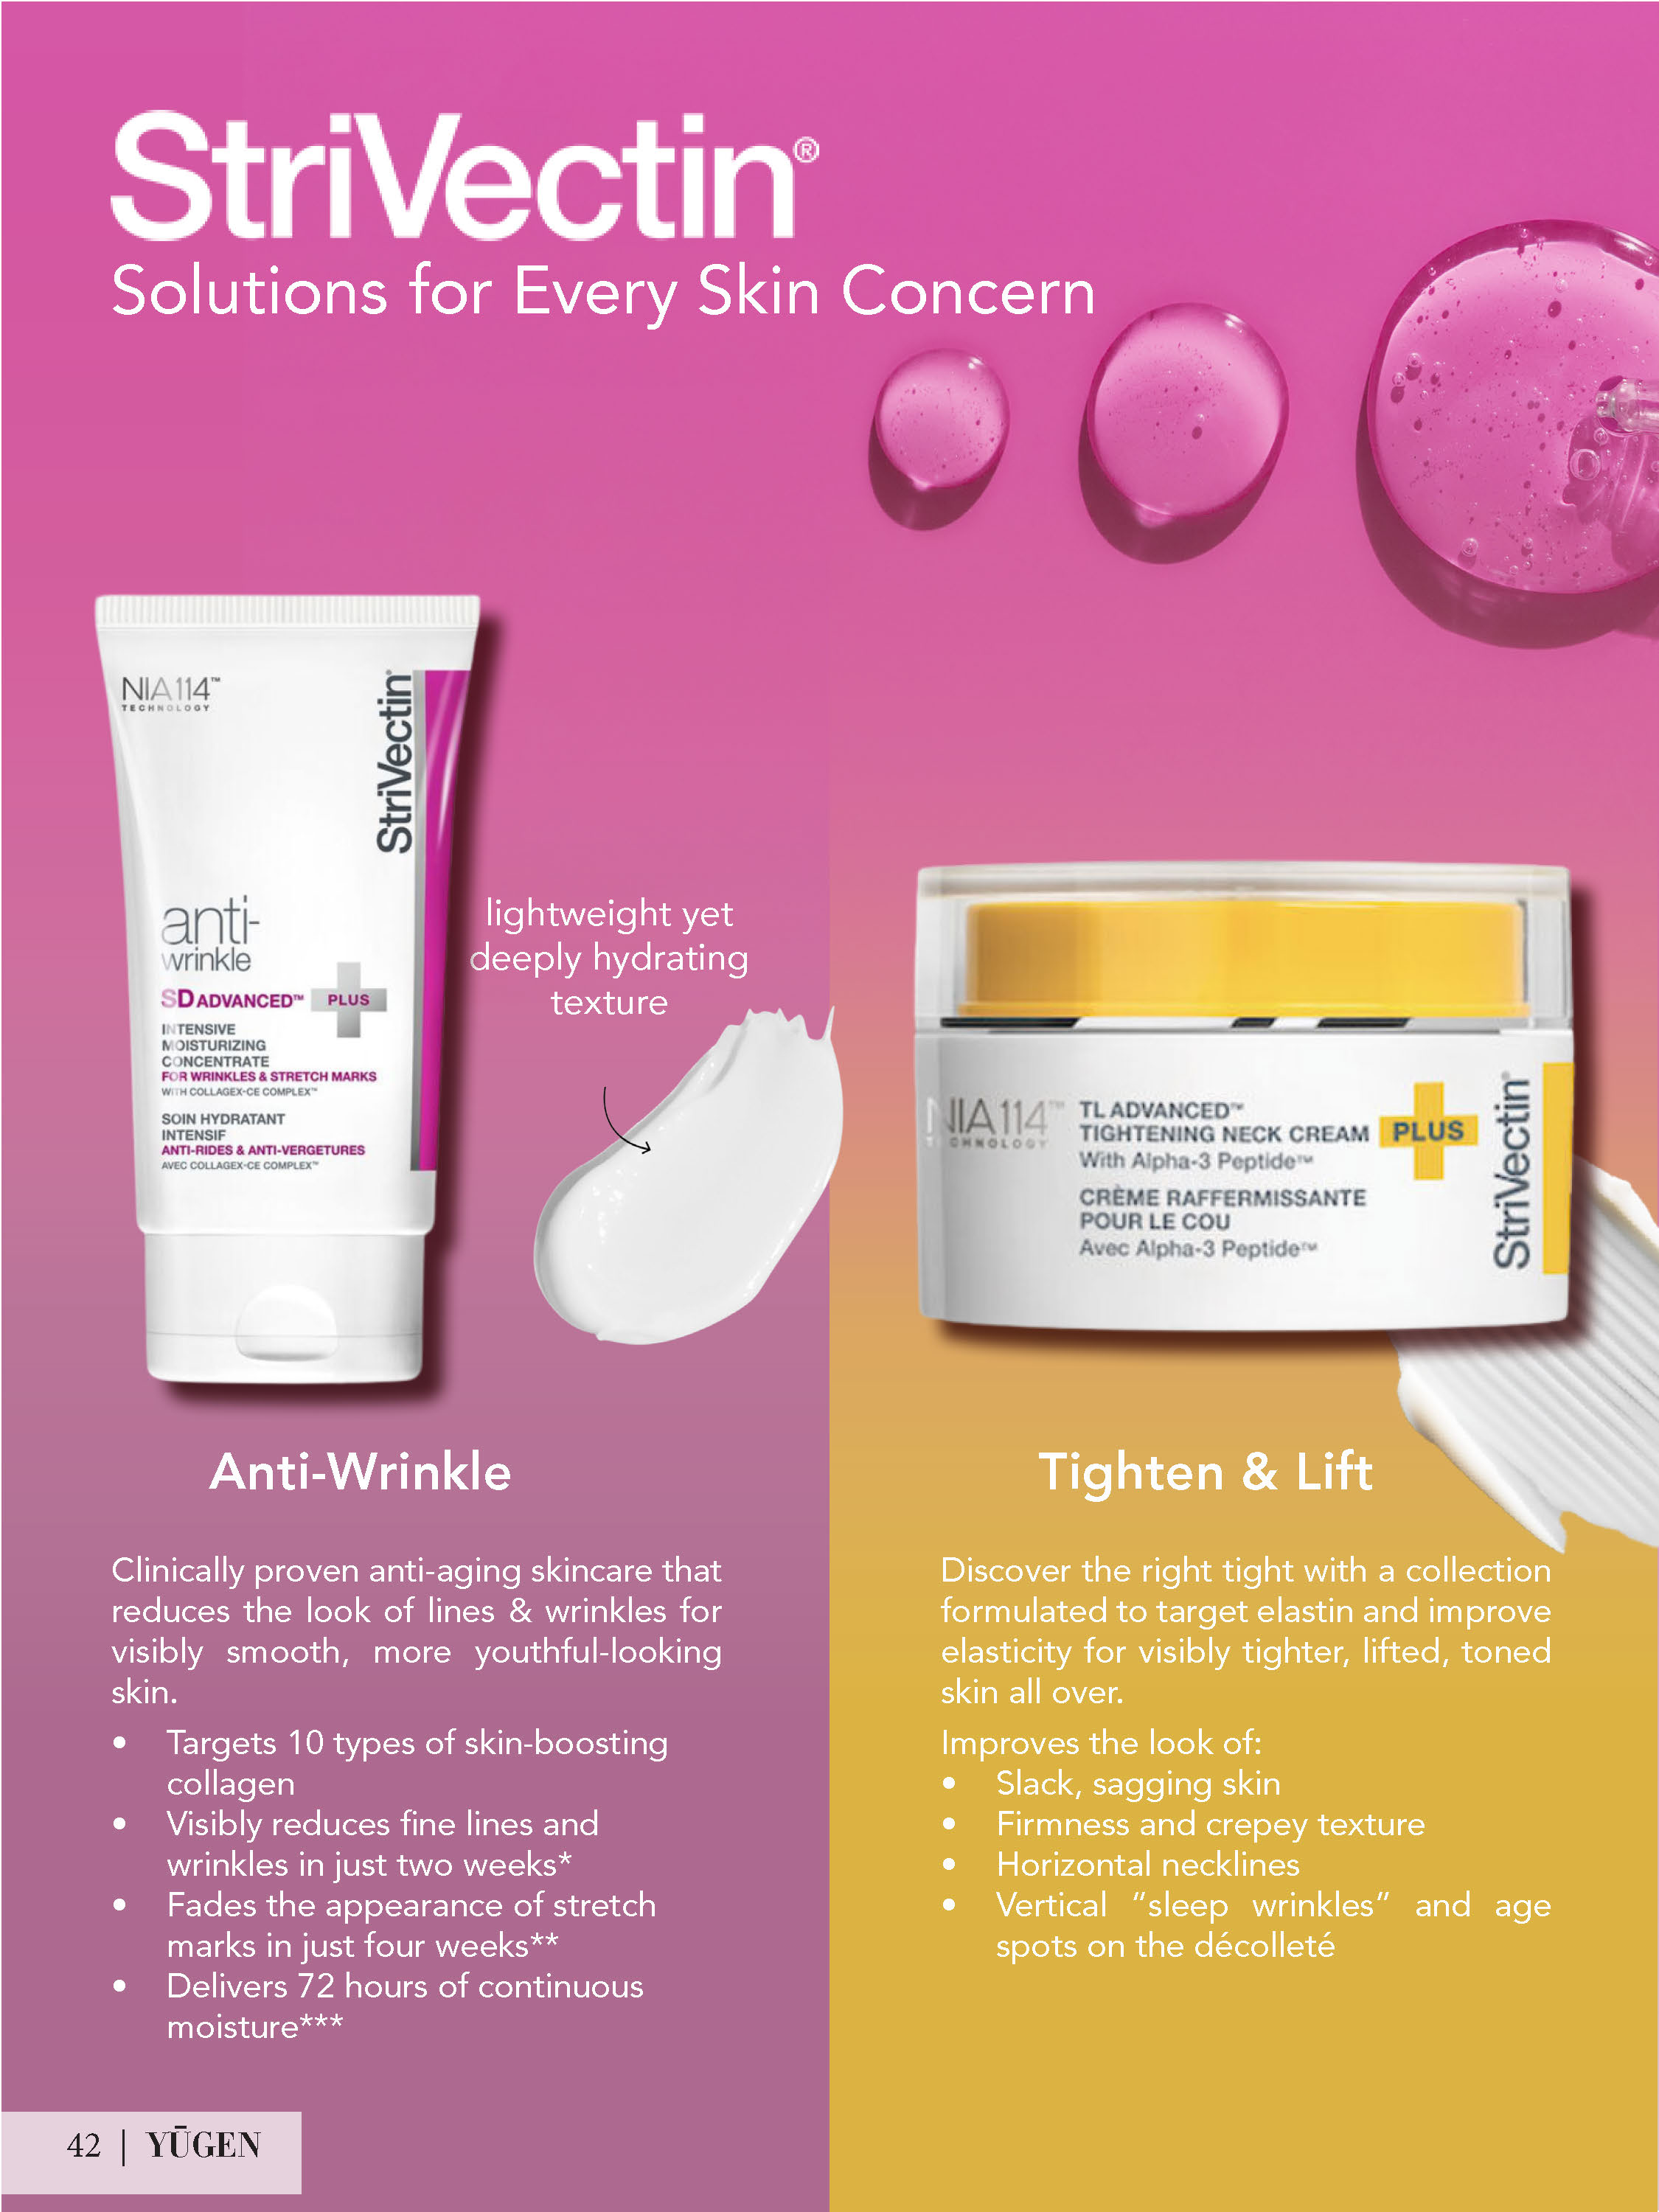 StriVectin®
Solutions for Every Skin Concern
NIA114™
TECHNOLOGY
StriVectin®
anti-
wrinkle
SD ADVANCED™ PLUS
INTENSIVE
MOISTURIZING
CONCENTRATE
FOR WRINKLES & STRETCH MARKS
WITH COLLAGEX-CE COMPLEX™
SOIN HYDRATANT
INTENSIF
ANTI-RIDES & ANTI-VERGETURES
AVEC COLLAGEX-CE COMPLEX™
lightweight yet
deeply hydrating
texture
NIA114™
TECHNOLOGY
TL ADVANCED™
TIGHTENING NECK CREAM PLUS
With Alpha-3 Peptide™
CRÈME RAFFERMISSANTE
POUR LE COU
Avec Alpha-3 Peptide™
StriVectin®
Anti-Wrinkle
Clinically proven anti-aging skincare that
reduces the look of lines & wrinkles for
visibly smooth, more youthful-looking
skin.
• Targets 10 types of skin-boosting
collagen
• Visibly reduces fine lines and
wrinkles in just two weeks*
• Fades the appearance of stretch
marks in just four weeks**
• Delivers 72 hours of continuous
moisture***
Tighten & Lift
Discover the right tight with a collection
formulated to target elastin and improve
elasticity for visibly tighter, lifted, toned
skin all over.
Improves the look of:
• Slack, sagging skin
• Firmness and crepey texture
• Horizontal necklines
• Vertical “sleep wrinkles” and age
spots on the décolleté
42 | YŪGEN